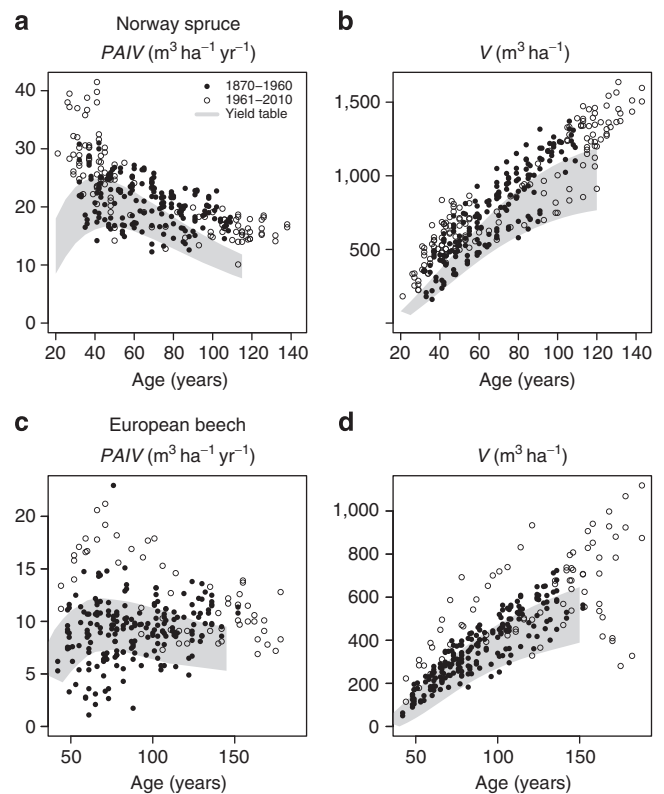 a
Norway spruce
PAIV (m³ ha⁻¹ yr⁻¹)
40
30
20
10
0
1870–1960
1961–2010
Yield table
20 40 60 80 100 120 140
Age (years)
b
V (m³ ha⁻¹)
1,500
1,000
500
20 40 60 80 100 120 140
Age (years)
c
European beech
PAIV (m³ ha⁻¹ yr⁻¹)
20
15
10
5
0
50 100 150
Age (years)
d
V (m³ ha⁻¹)
1,000
800
600
400
200
0
50 100 150
Age (years)